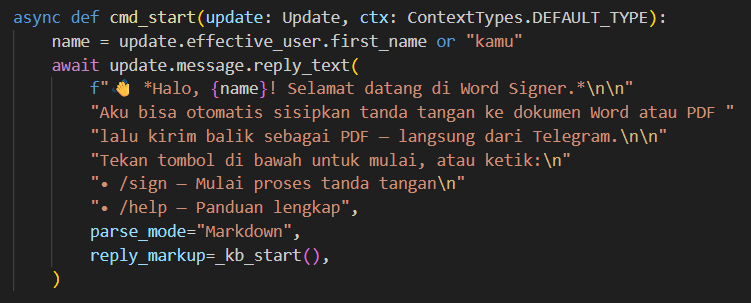 async def cmd_start(update: Update, ctx: ContextTypes.DEFAULT_TYPE):
    name = update.effective_user.first_name or "kamu"
    await update.message.reply_text(
        f"👋 *Halo, {name}! Selamat datang di Word Signer.*\n\n"
        "Aku bisa otomatis sisipkan tanda tangan ke dokumen Word atau PDF "
        "lalu kirim balik sebagai PDF — langsung dari Telegram.\n\n"
        "Tekan tombol di bawah untuk mulai, atau ketik:\n"
        "• /sign — Mulai proses tanda tangan\n"
        "• /help — Panduan lengkap",
        parse_mode="Markdown",
        reply_markup=_kb_start(),
    )